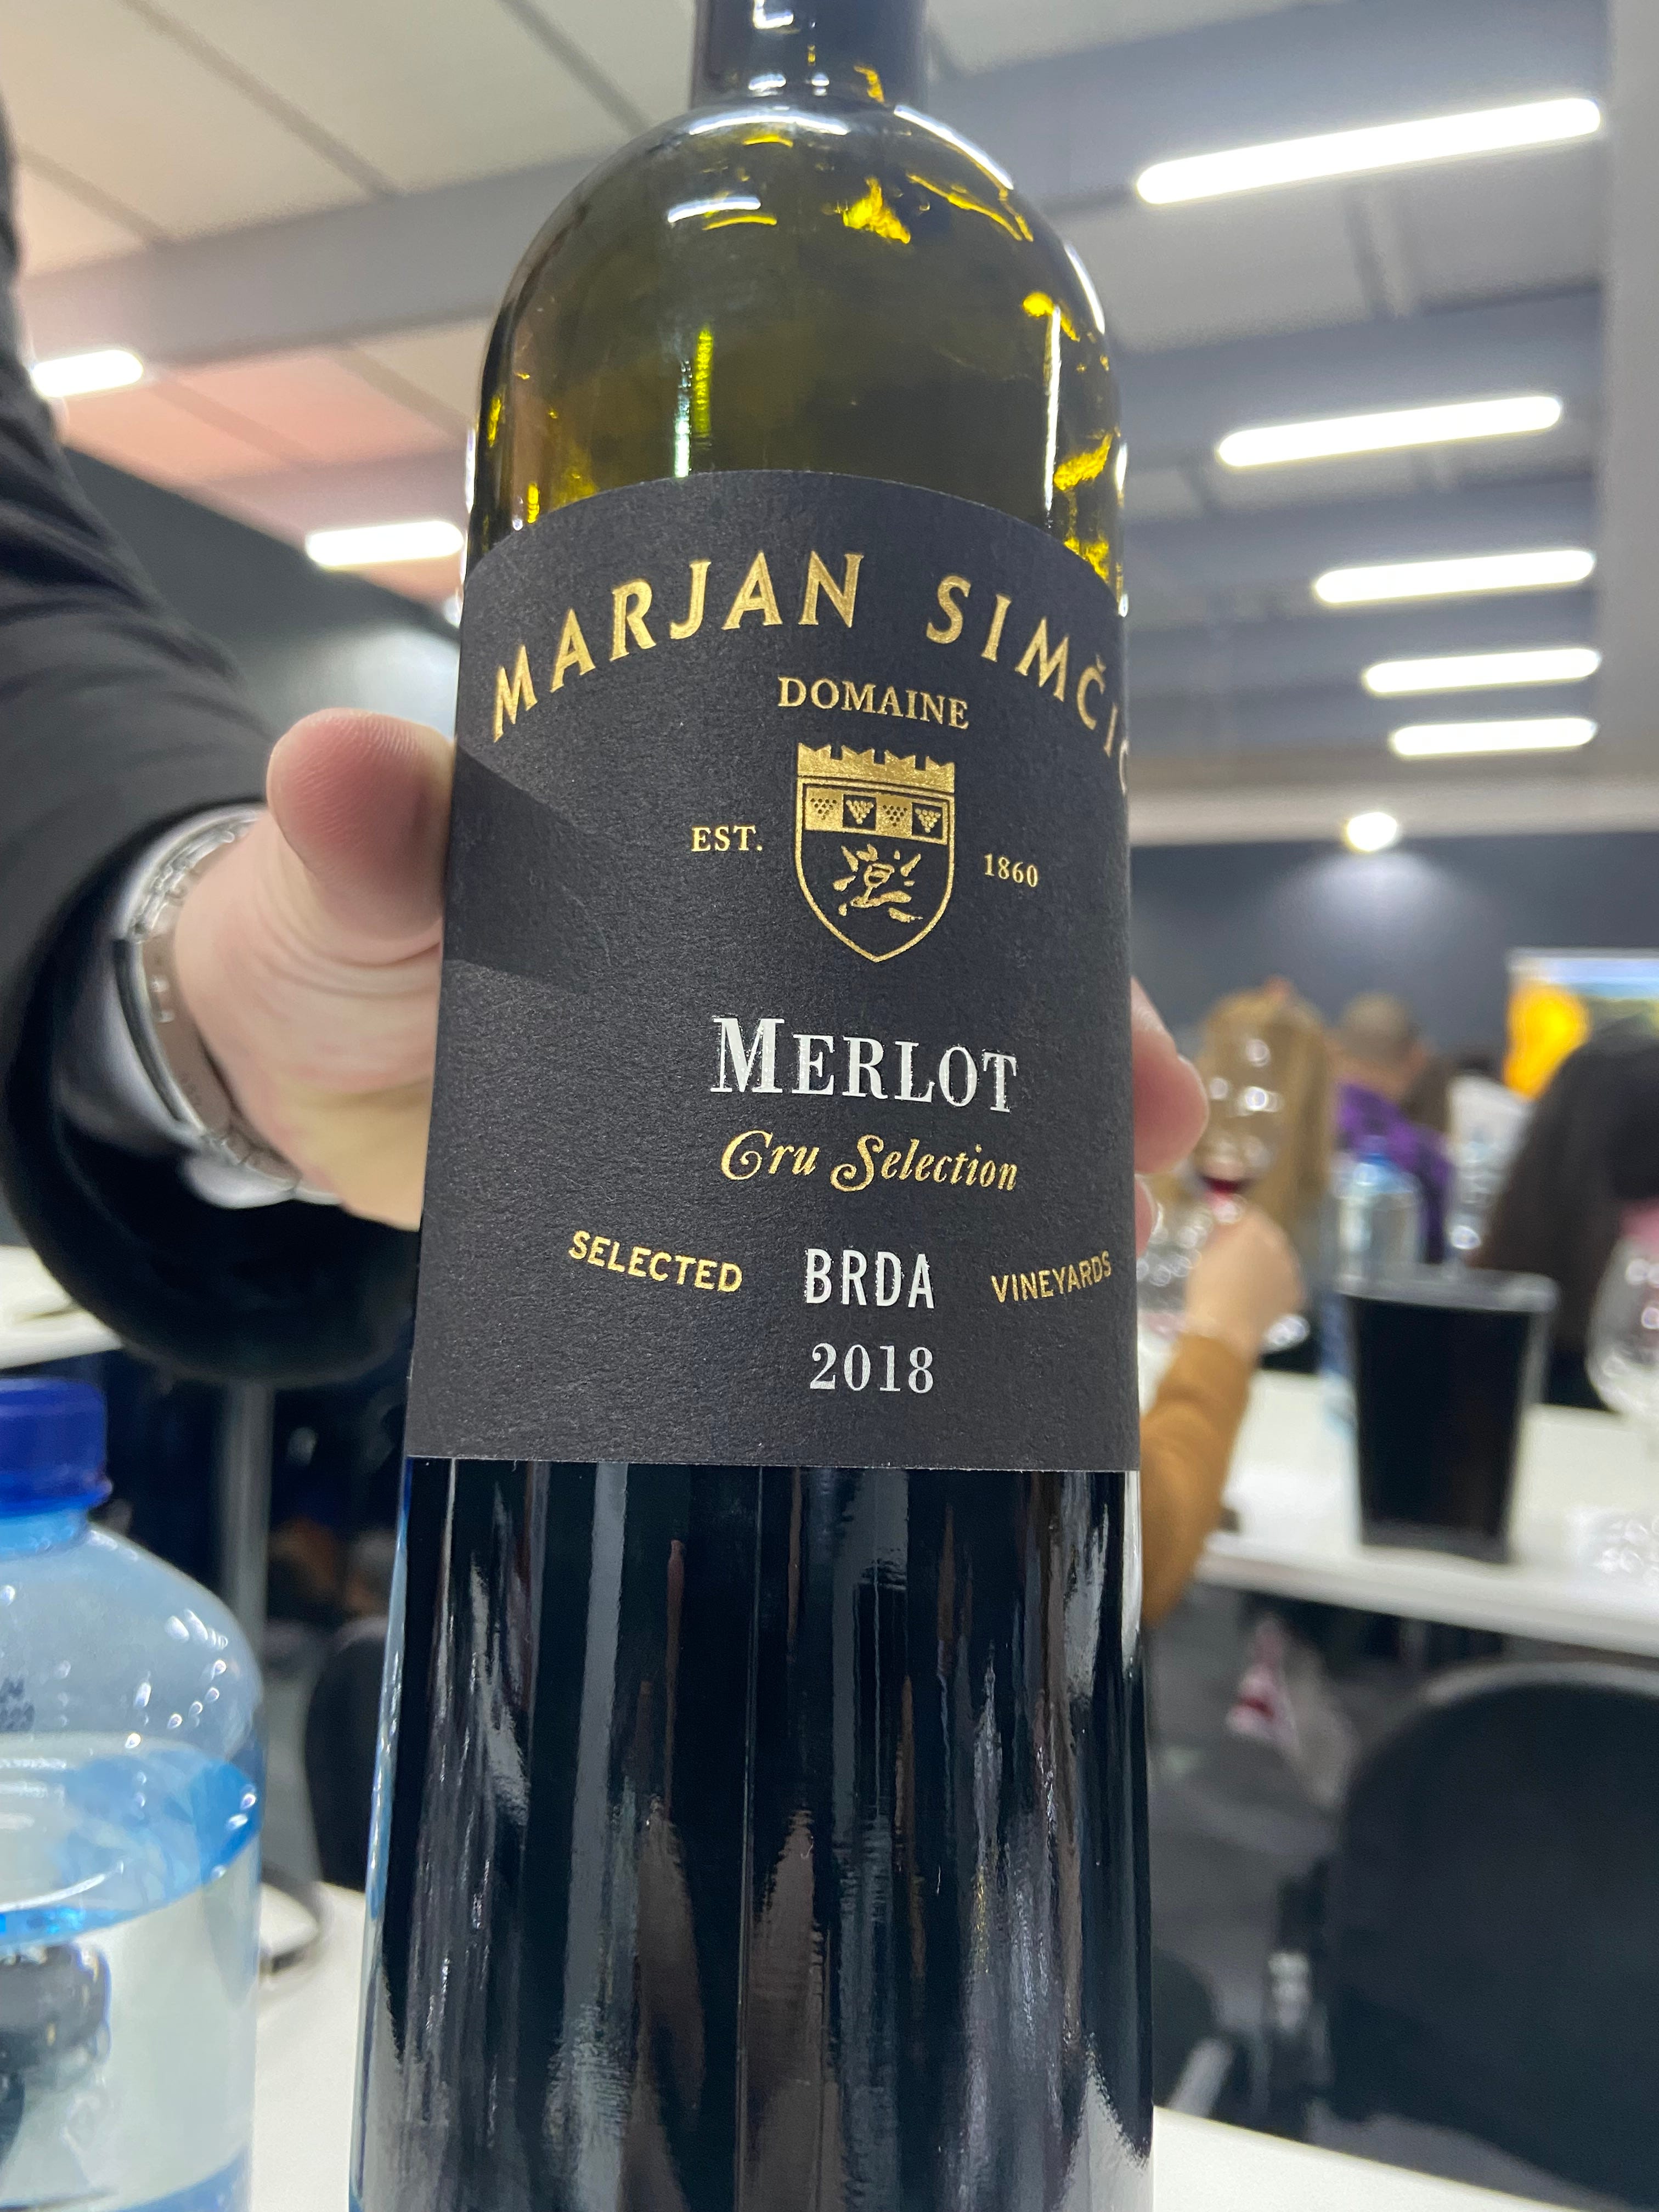 MARJAN SIMČIČ
DOMAINE
EST. 1860
MERLOT
Cru Selection
SELECTED BRDA VINEYARDS
2018